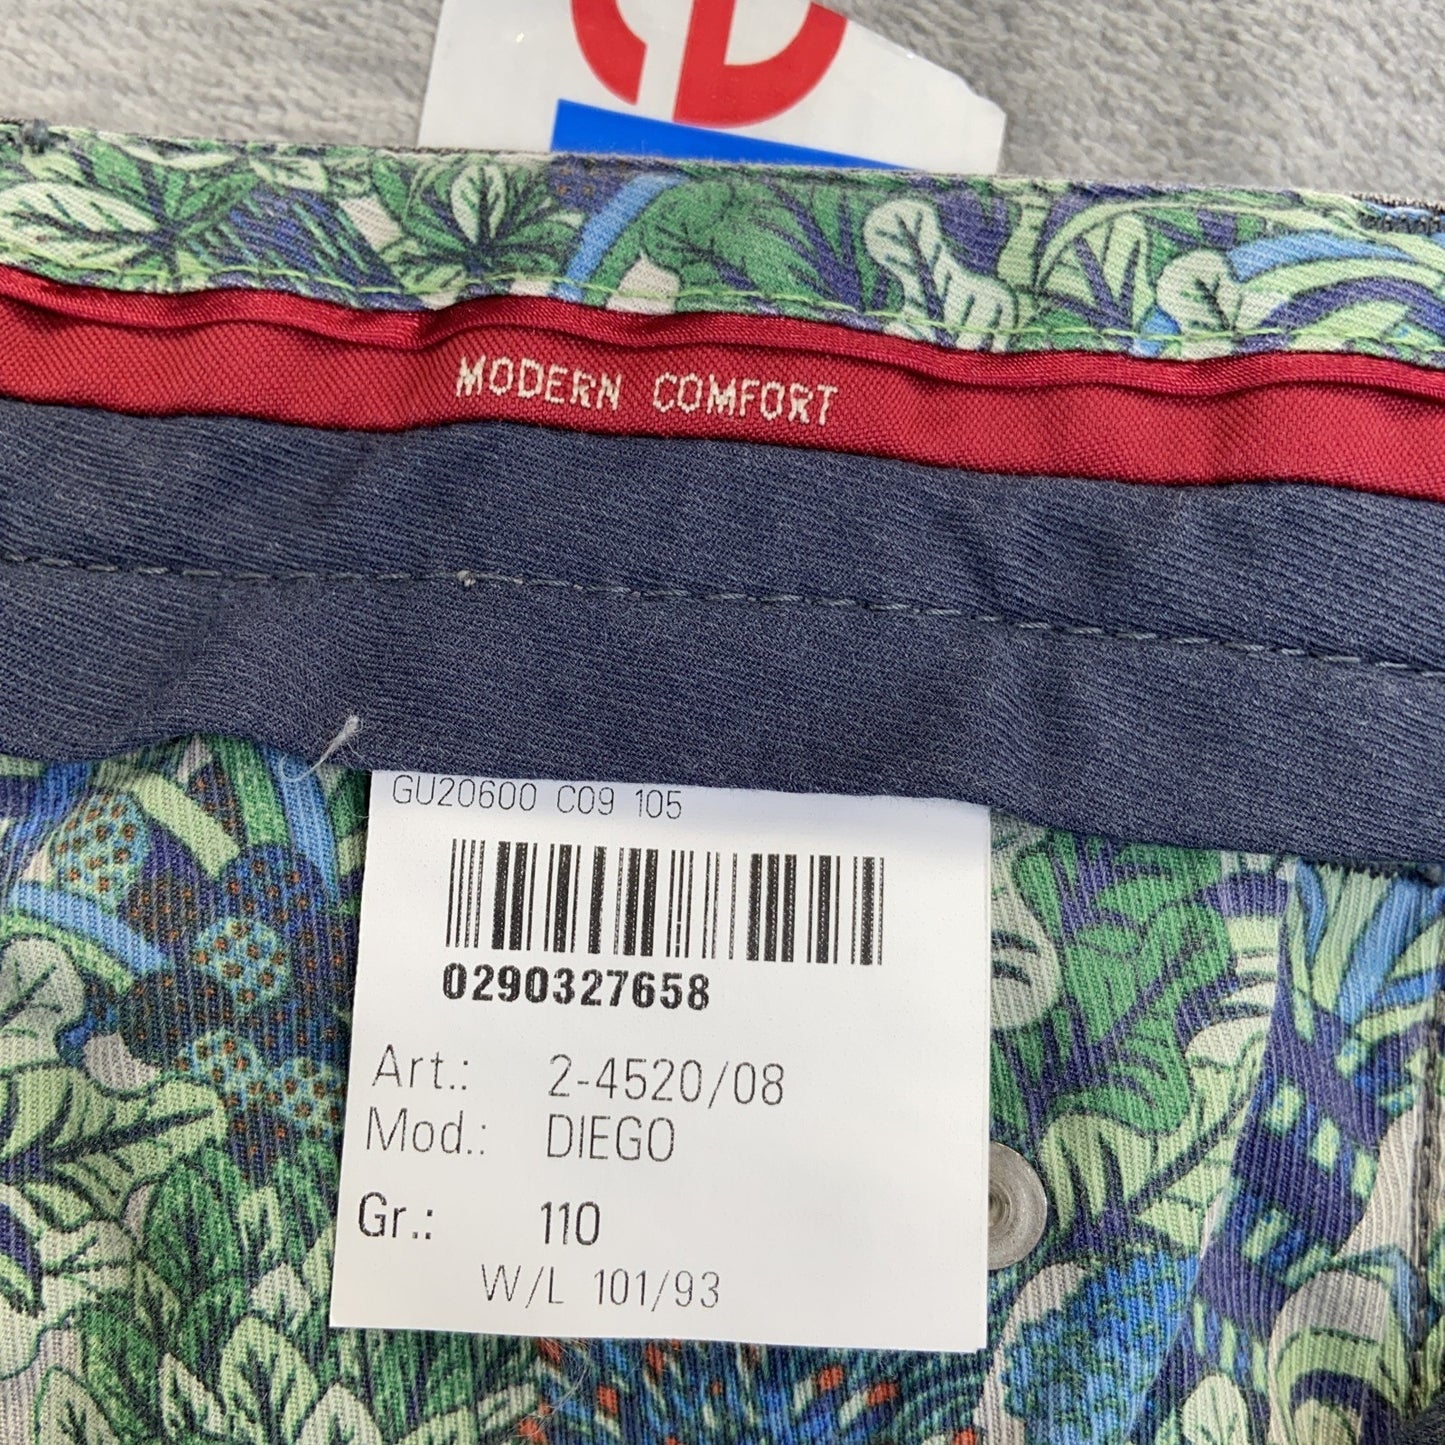 MODERN COMFORT
GU20600 C09 105
0290327658
Art.: 2-4520/08
Mod.: DIEGO
Gr.: 110
W/L 101/93